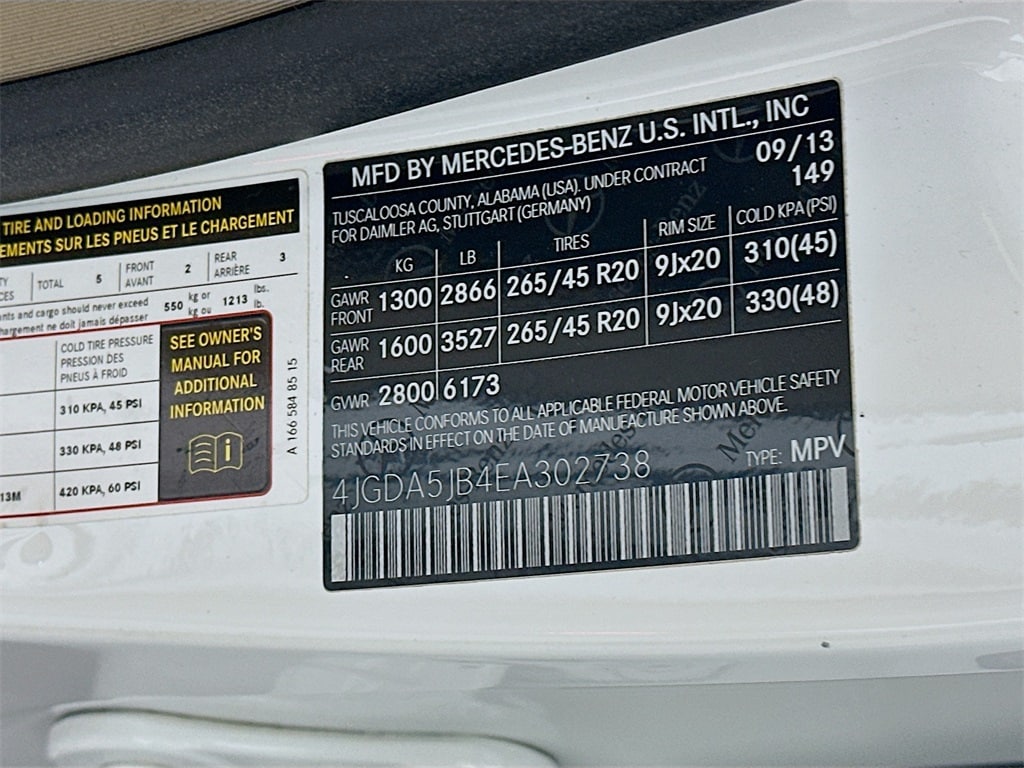 TIRE AND LOADING INFORMATION
EMENTS SUR LES PNEUS ET LE CHARGEMENT
TOTAL 5 FRONT AVANT 2 REAR ARRIÈRE 3
nts and cargo should never exceed 550 kg or 1213 lbs.
hargement ne doit jamais dépasser kg ou lb.
COLD TIRE PRESSURE
PRESSION DES
PNEUS À FROID
310 KPA, 45 PSI
330 KPA, 48 PSI
13M 420 KPA, 60 PSI
SEE OWNER'S
MANUAL FOR
ADDITIONAL
INFORMATION
i
A 166 584 85 15
MFD BY MERCEDES-BENZ U.S. INTL., INC
TUSCALOOSA COUNTY, ALABAMA (USA). UNDER CONTRACT 09/13
FOR DAIMLER AG, STUTTGART (GERMANY) 149
KG LB TIRES RIM SIZE COLD KPA (PSI)
GAWR FRONT 1300 2866 265/45 R20 9Jx20 310(45)
GAWR REAR 1600 3527 265/45 R20 9Jx20 330(48)
GVWR 2800 6173
THIS VEHICLE CONFORMS TO ALL APPLICABLE FEDERAL MOTOR VEHICLE SAFETY
STANDARDS IN EFFECT ON THE DATE OF MANUFACTURE SHOWN ABOVE.
4JGDA5JB4EA302738 TYPE: MPV